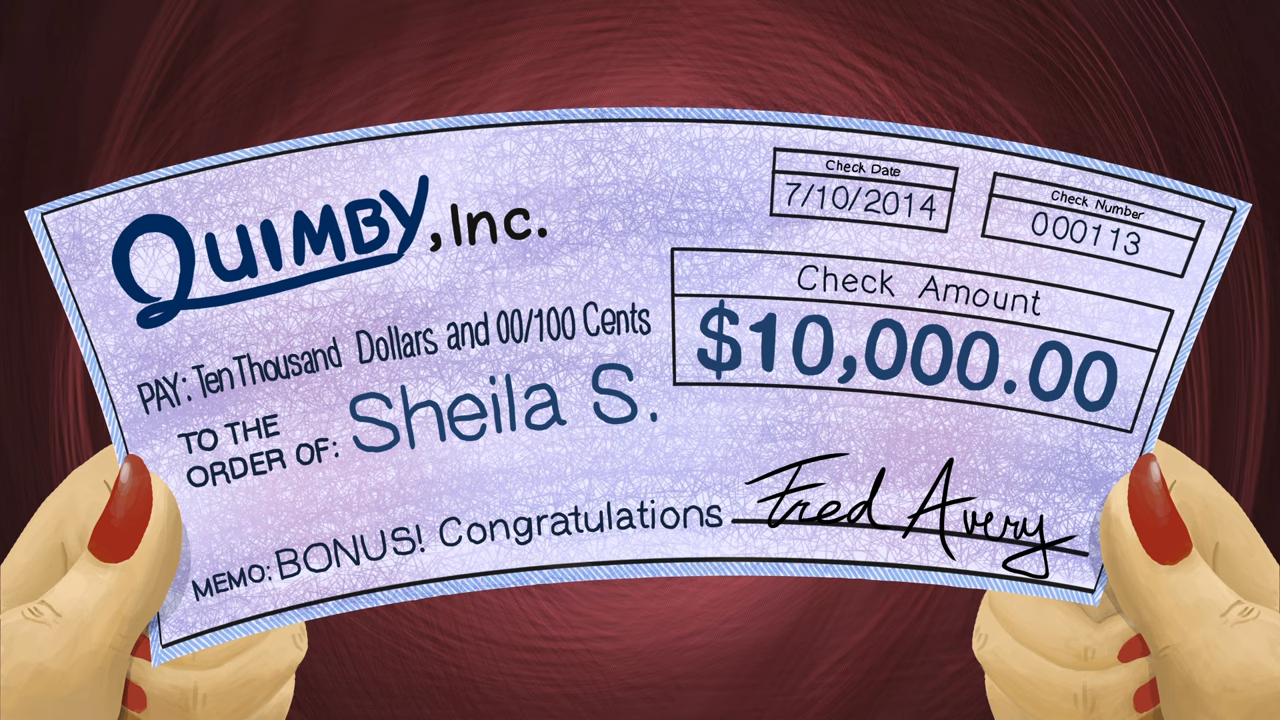 QUIMBY, Inc.
Check Date
7/10/2014
Check Number
000113
Check Amount
$10,000.00
PAY: Ten Thousand Dollars and 00/100 Cents
TO THE
ORDER OF: Sheila S.
MEMO: BONUS! Congratulations
Fred Avery